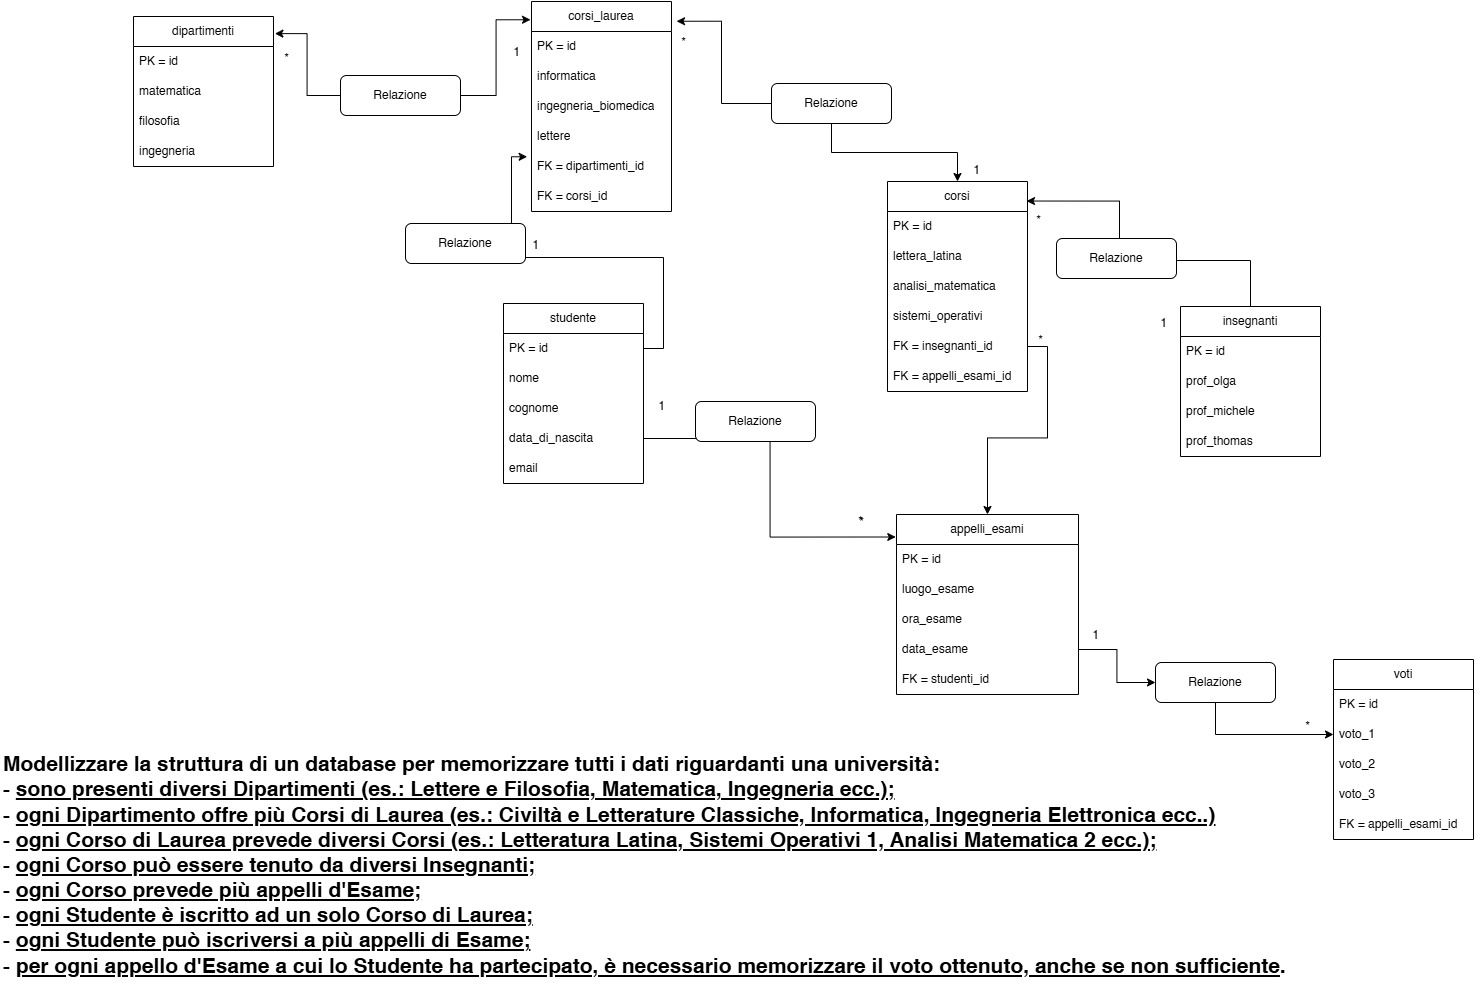 dipartimenti
PK = id
matematica
filosofia
ingegneria
*
Relazione
1
corsi_laurea
PK = id
informatica
ingegneria_biomedica
lettere
FK = dipartimenti_id
FK = corsi_id
*
Relazione
1
Relazione
1
corsi
PK = id
lettera_latina
analisi_matematica
sistemi_operativi
FK = insegnanti_id
FK = appelli_esami_id
*
Relazione
1
insegnanti
PK = id
prof_olga
prof_michele
prof_thomas
*
studente
PK = id
nome
cognome
data_di_nascita
email
1
Relazione
*
appelli_esami
PK = id
luogo_esame
ora_esame
data_esame
FK = studenti_id
1
Relazione
*
voti
PK = id
voto_1
voto_2
voto_3
FK = appelli_esami_id
Modellizzare la struttura di un database per memorizzare tutti i dati riguardanti una università:
- sono presenti diversi Dipartimenti (es.: Lettere e Filosofia, Matematica, Ingegneria ecc.);
- ogni Dipartimento offre più Corsi di Laurea (es.: Civiltà e Letterature Classiche, Informatica, Ingegneria Elettronica ecc..)
- ogni Corso di Laurea prevede diversi Corsi (es.: Letteratura Latina, Sistemi Operativi 1, Analisi Matematica 2 ecc.);
- ogni Corso può essere tenuto da diversi Insegnanti;
- ogni Corso prevede più appelli d'Esame;
- ogni Studente è iscritto ad un solo Corso di Laurea;
- ogni Studente può iscriversi a più appelli di Esame;
- per ogni appello d'Esame a cui lo Studente ha partecipato, è necessario memorizzare il voto ottenuto, anche se non sufficiente.